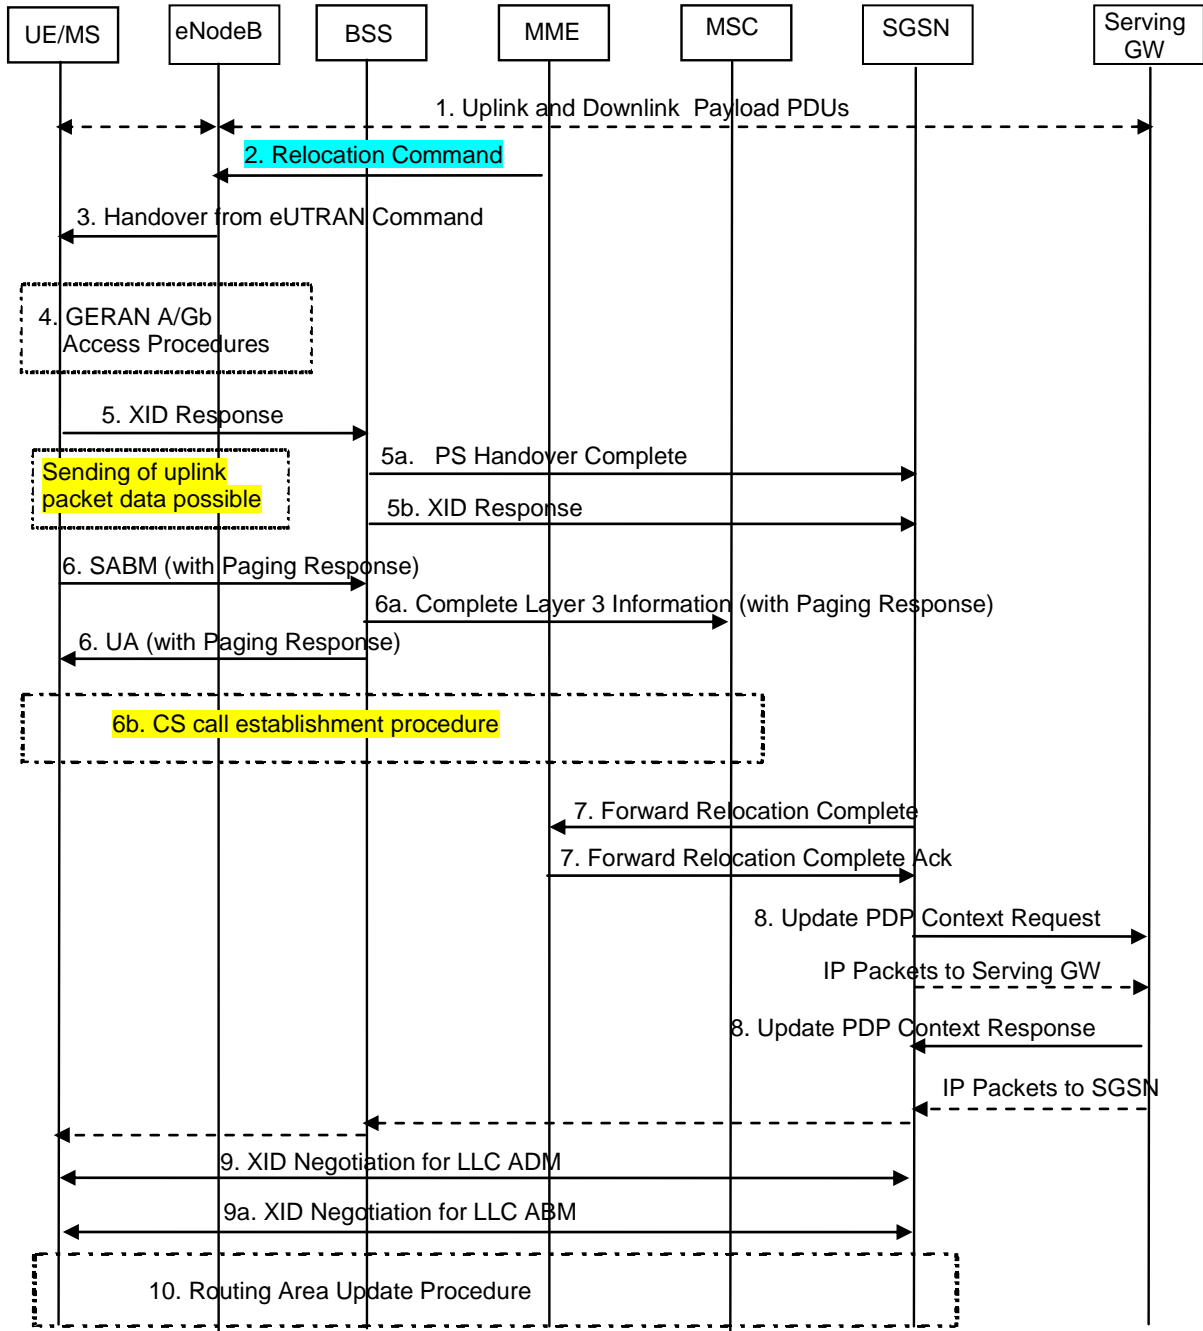 UE/MS
eNodeB
BSS
MME
MSC
SGSN
Serving
GW
1. Uplink and Downlink Payload PDUs
2. Relocation Command
3. Handover from eUTRAN Command
4. GERAN A/Gb
Access Procedures
5. XID Response
Sending of uplink
packet data possible
5a. PS Handover Complete
5b. XID Response
6. SABM (with Paging Response)
6a. Complete Layer 3 Information (with Paging Response)
6. UA (with Paging Response)
6b. CS call establishment procedure
7. Forward Relocation Complete
7. Forward Relocation Complete Ack
8. Update PDP Context Request
IP Packets to Serving GW
8. Update PDP Context Response
IP Packets to SGSN
9. XID Negotiation for LLC ADM
9a. XID Negotiation for LLC ABM
10. Routing Area Update Procedure